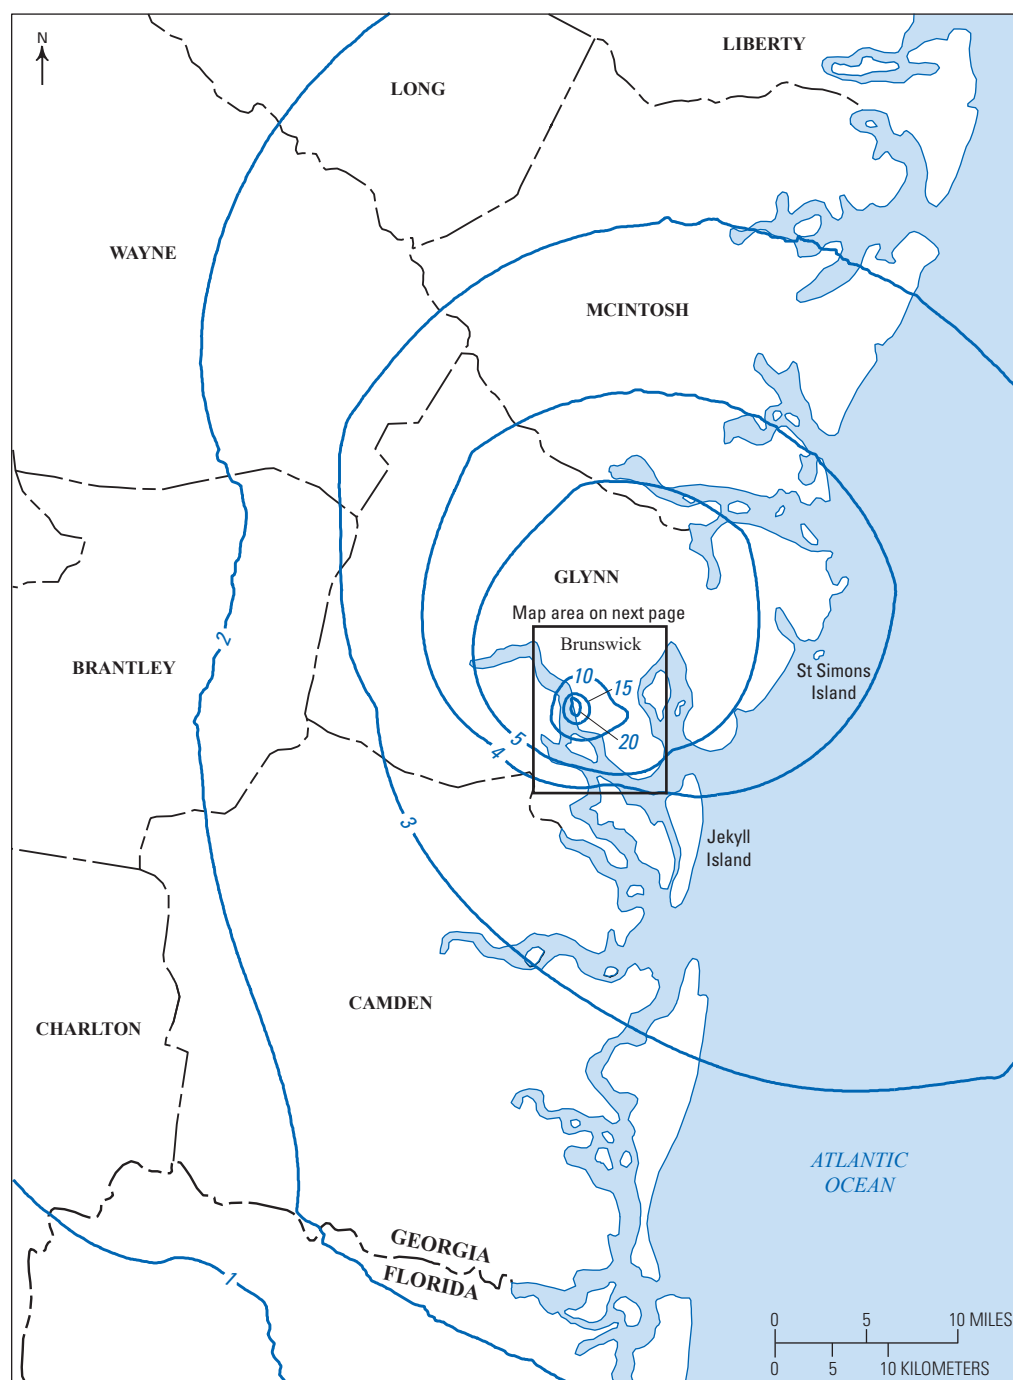 N
LIBERTY
LONG
WAYNE
MCINTOSH
GLYNN
Map area on next page
Brunswick
BRANTLEY
2
10
15
St Simons
Island
5
20
4
3
Jekyll
Island
CAMDEN
CHARLTON
ATLANTIC
OCEAN
GEORGIA
FLORIDA
1
0 5 10 MILES
0 5 10 KILOMETERS